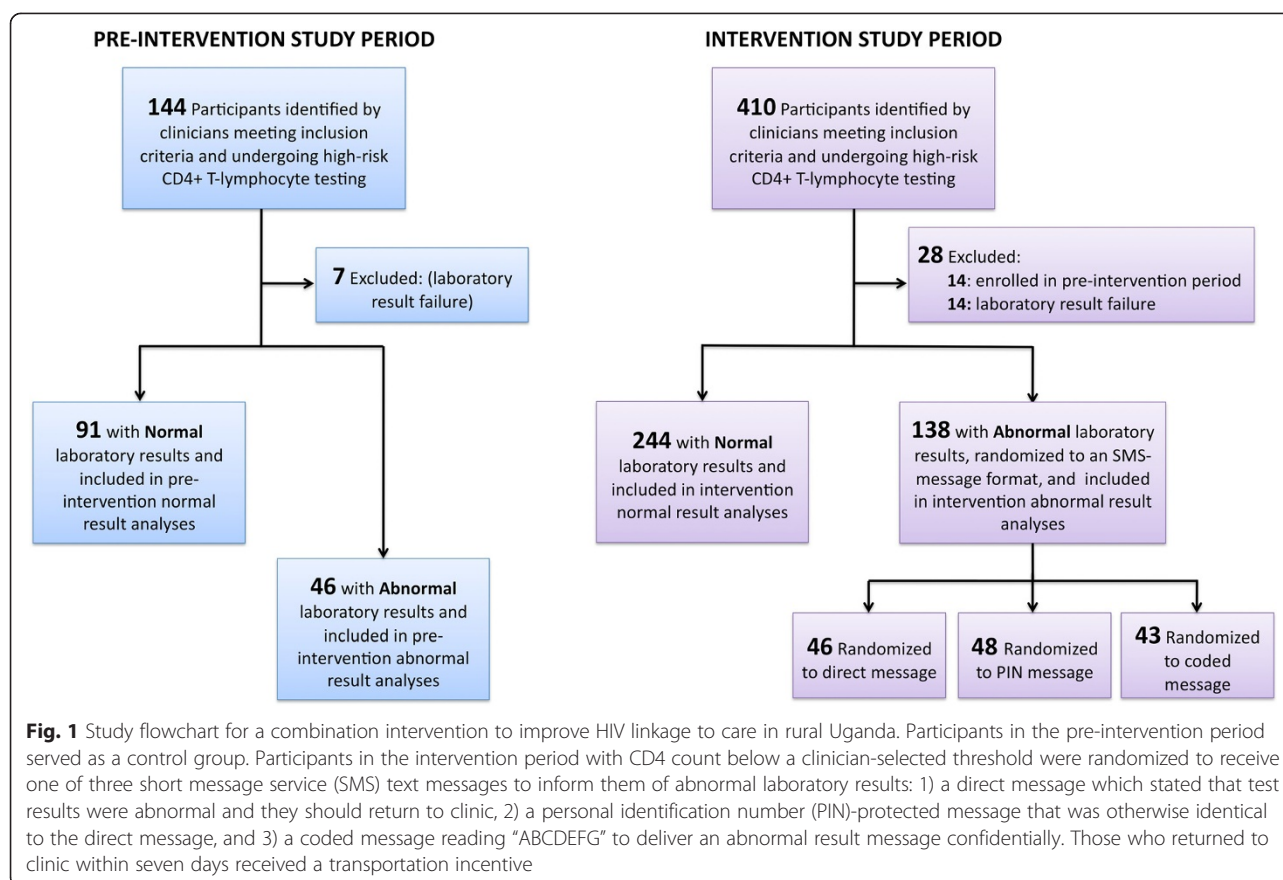 PRE-INTERVENTION STUDY PERIOD
144 Participants identified by
clinicians meeting inclusion
criteria and undergoing high-risk
CD4+ T-lymphocyte testing
7 Excluded: (laboratory
result failure)
91 with Normal
laboratory results and
included in pre-
intervention normal
result analyses
46 with Abnormal
laboratory results and
included in pre-
intervention abnormal
result analyses
INTERVENTION STUDY PERIOD
410 Participants identified by
clinicians meeting inclusion
criteria and undergoing high-risk
CD4+ T-lymphocyte testing
28 Excluded:
14: enrolled in pre-intervention period
14: laboratory result failure
244 with Normal
laboratory results and
included in intervention
normal result analyses
138 with Abnormal laboratory
results, randomized to an SMS-
message format, and included
in intervention abnormal result
analyses
46 Randomized
to direct message
48 Randomized
to PIN message
43 Randomized
to coded
message
Fig. 1 Study flowchart for a combination intervention to improve HIV linkage to care in rural Uganda. Participants in the pre-intervention period
served as a control group. Participants in the intervention period with CD4 count below a clinician-selected threshold were randomized to receive
one of three short message service (SMS) text messages to inform them of abnormal laboratory results: 1) a direct message which stated that test
results were abnormal and they should return to clinic, 2) a personal identification number (PIN)-protected message that was otherwise identical
to the direct message, and 3) a coded message reading “ABCDEFG” to deliver an abnormal result message confidentially. Those who returned to
clinic within seven days received a transportation incentive